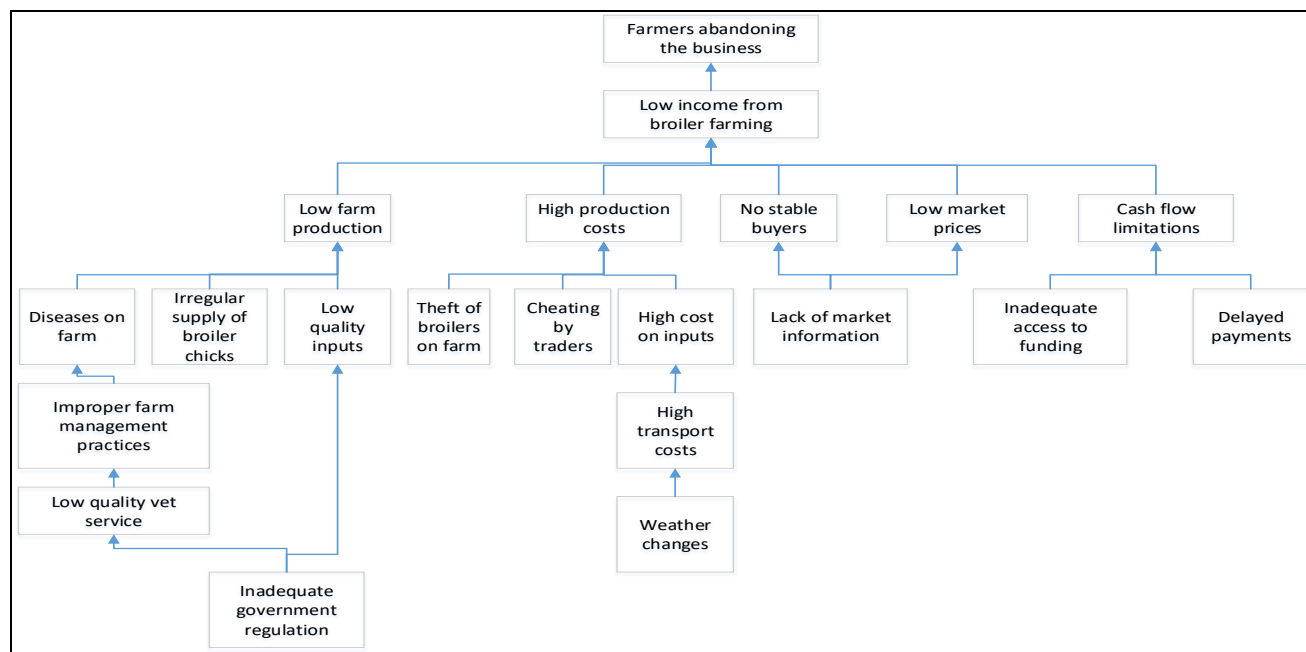 Farmers abandoning
the business
Low income from
broiler farming
Low farm
production
High production
costs
No stable
buyers
Low market
prices
Cash flow
limitations
Diseases on
farm
Irregular
supply of
broiler
chicks
Low
quality
inputs
Theft of
broilers
on farm
Cheating
by
traders
High cost
on inputs
Lack of market
information
Inadequate
access to
funding
Delayed
payments
Improper farm
management
practices
High
transport
costs
Low quality vet
service
Weather
changes
Inadequate
government
regulation